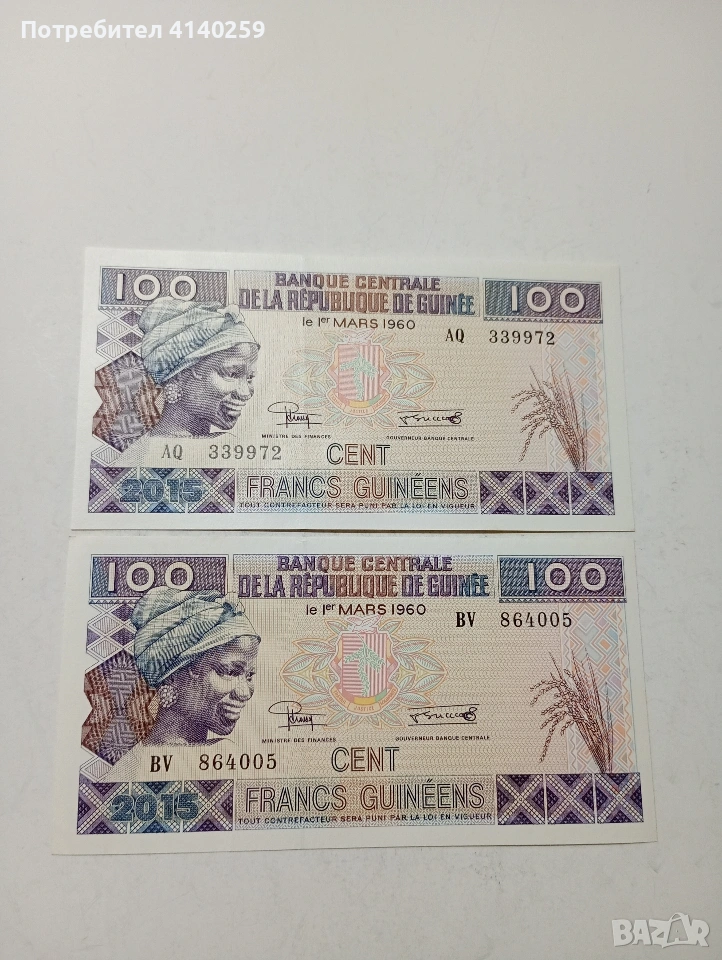 Потребител 4140259
100 BANQUE CENTRALE 100
DE LA RÉPUBLIQUE DE GUINÉE
le 1er MARS 1960
AQ 339972
MINISTRE DES FINANCES GOUVERNEUR BANQUE CENTRALE
AQ 339972 CENT
2015 FRANCS GUINÉENS
TOUT CONTREFACTEUR SERA PUNI PAR LA LOI EN VIGUEUR
100 BANQUE CENTRALE 100
DE LA RÉPUBLIQUE DE GUINÉE
le 1er MARS 1960
BV 864005
MINISTRE DES FINANCES GOUVERNEUR BANQUE CENTRALE
BV 864005 CENT
2015 FRANCS GUINÉENS
TOUT CONTREFACTEUR SERA PUNI PAR LA LOI EN VIGUEUR
BAZAR